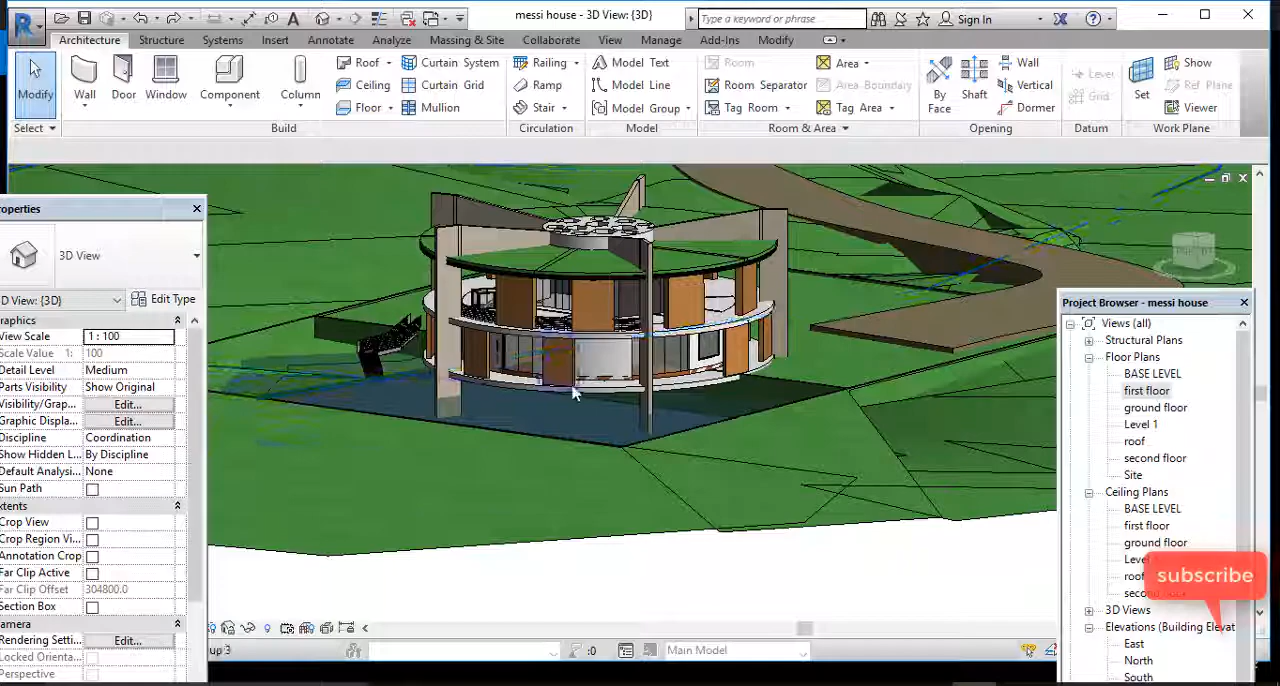 messi house - 3D View: {3D}
Type a keyword or phrase
Sign In
Architecture Structure Systems Insert Annotate Analyze Massing & Site Collaborate View Manage Add-Ins Modify
Modify
Wall
Door
Window
Component
Column
Roof
Ceiling
Floor
Curtain System
Curtain Grid
Mullion
Railing
Ramp
Stair
Model Text
Model Line
Model Group
Room
Room Separator
Tag Room
Area
Area Boundary
Tag Area
By Face
Shaft
Wall
Vertical
Dormer
Level
Grid
Set
Show
Ref Plane
Viewer
Select
Build
Circulation
Model
Room & Area
Opening
Datum
Work Plane
roperties
3D View
D View: {3D}
Edit Type
raphics
View Scale 1 : 100
Scale Value 1: 100
Detail Level Medium
Parts Visibility Show Original
Visibility/Grap... Edit...
Graphic Displa... Edit...
Discipline Coordination
Show Hidden L... By Discipline
Default Analysi... None
Sun Path
xtents
Crop View
Crop Region Vi...
Annotation Crop
Far Clip Active
Far Clip Offset 304800.0
Section Box
amera
Rendering Setti... Edit...
Locked Orienta...
Perspective
Project Browser - messi house
Views (all)
Structural Plans
Floor Plans
BASE LEVEL
first floor
ground floor
Level 1
roof
second floor
Site
Ceiling Plans
BASE LEVEL
first floor
ground floor
Leve
roo
seco
3D Views
Elevations (Building Elevat
East
North
South
subscribe
up 3
:0
Main Model